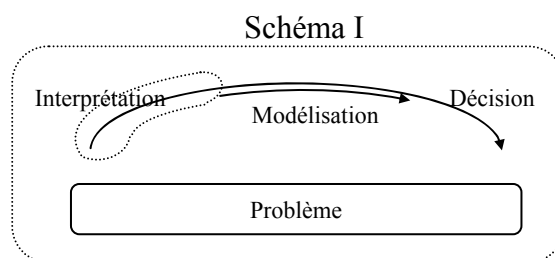 Schéma I
Interprétation
Décision
Modélisation
Problème